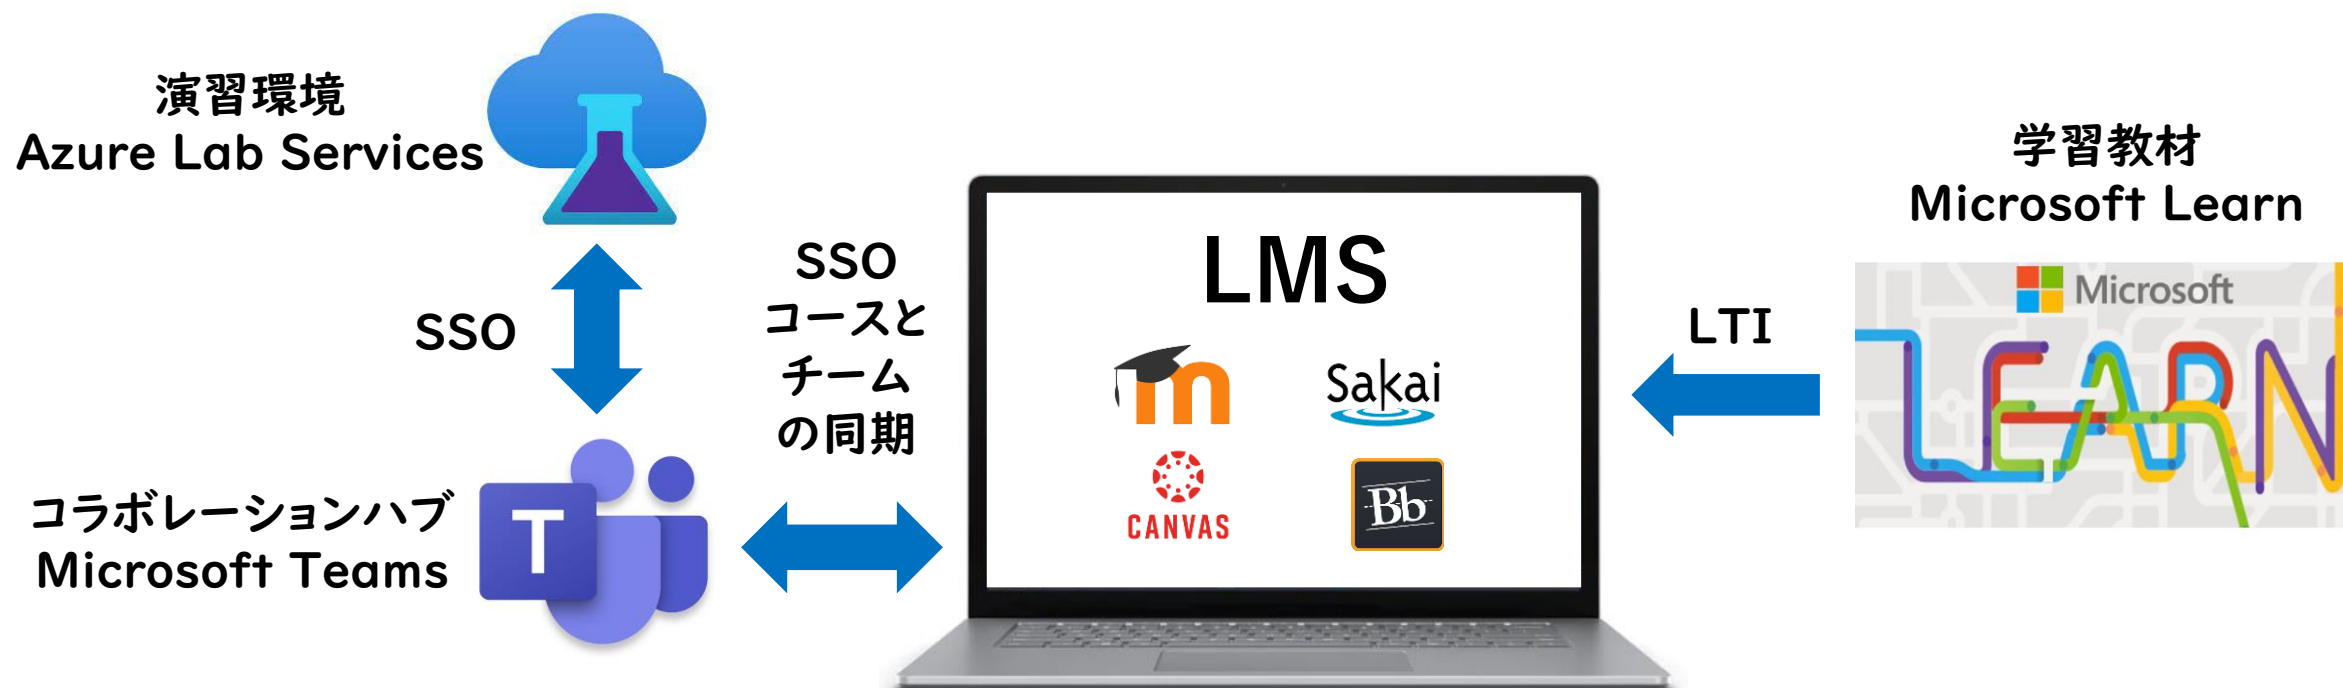 演習環境
Azure Lab Services
SSO
コラボレーションハブ
Microsoft Teams
T
SSO
コースと
チーム
の同期
LMS
m
Sakai
CANVAS
Bb
LTI
学習教材
Microsoft Learn
Microsoft
LEARN